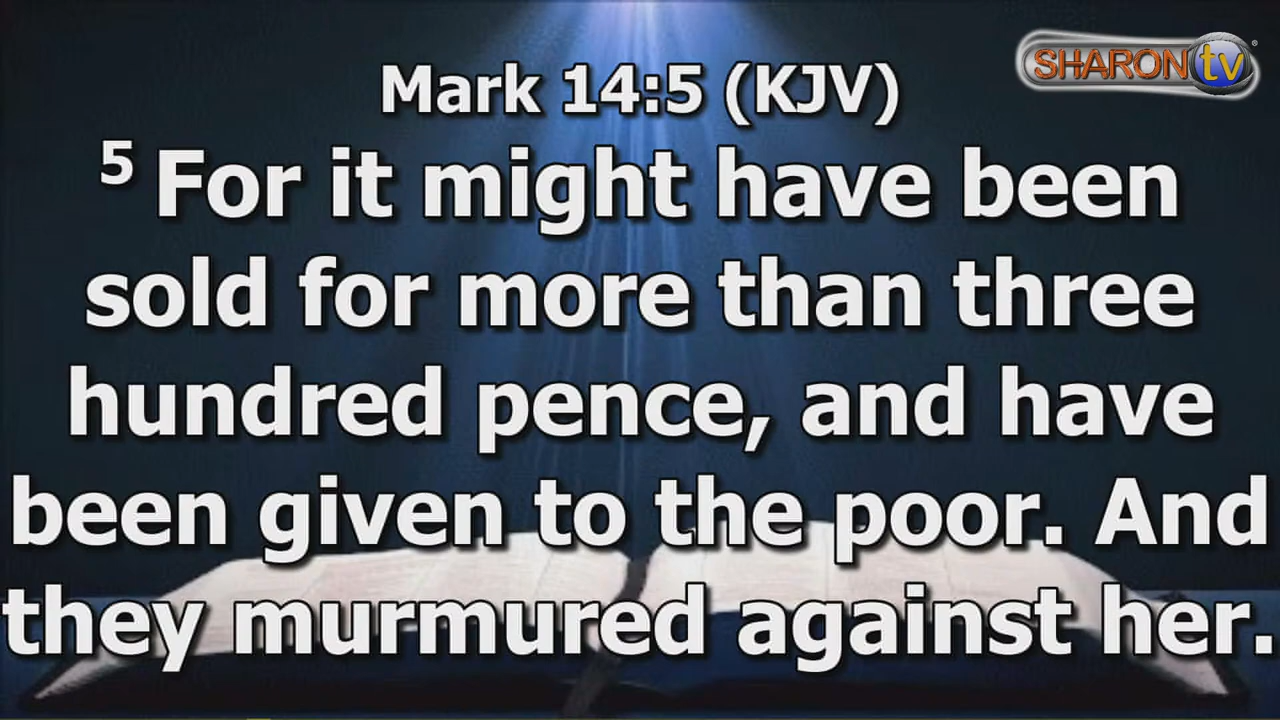 SHARON tv
Mark 14:5 (KJV)
5 For it might have been
sold for more than three
hundred pence, and have
been given to the poor. And
they murmured against her.